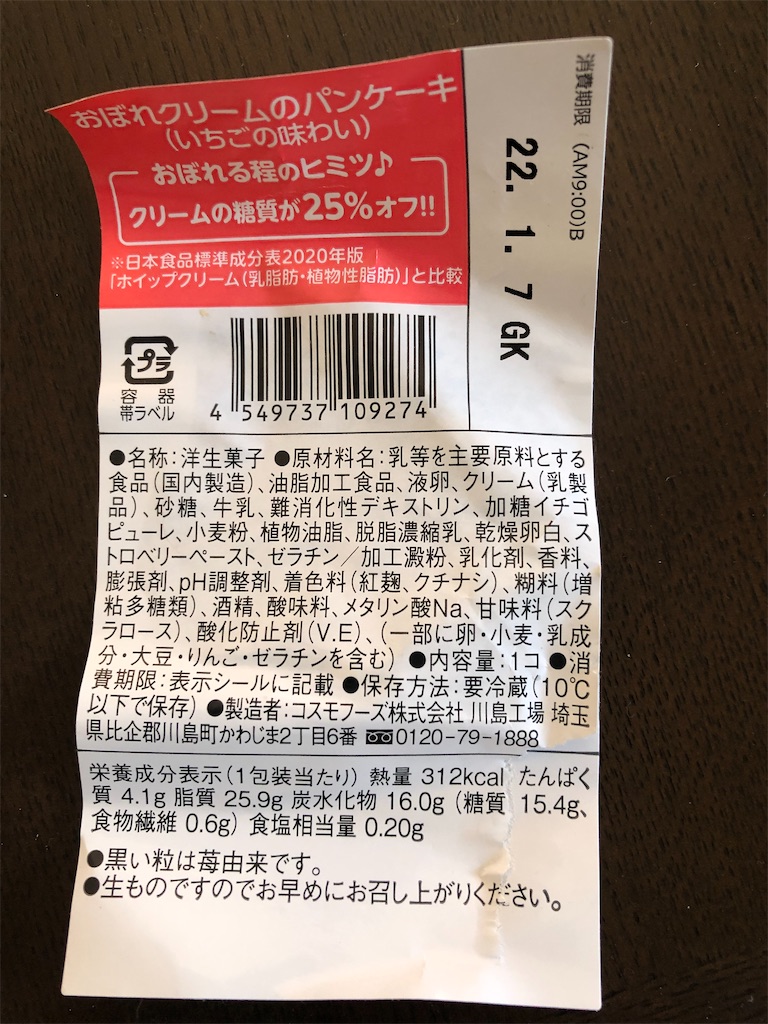 おぼれクリームのパンケーキ
(いちごの味わい)
おぼれる程のヒミツ♪
クリームの糖質が25%オフ!!
※日本食品標準成分表2020年版
「ホイップクリーム(乳脂肪・植物性脂肪)」と比較
消費期限 (AM9:00)B
22. 1. 7 GK
プラ
容器
帯ラベル
4 549737 109274
●名称:洋生菓子 ●原材料名:乳等を主要原料とする
食品(国内製造)、油脂加工食品、液卵、クリーム(乳製
品)、砂糖、牛乳、難消化性デキストリン、加糖イチゴ
ピューレ、小麦粉、植物油脂、脱脂濃縮乳、乾燥卵白、ス
トロベリーペースト、ゼラチン/加工澱粉、乳化剤、香料、
膨張剤、pH調整剤、着色料(紅麹、クチナシ)、糊料(増
粘多糖類)、酒精、酸味料、メタリン酸Na、甘味料(スク
ラロース)、酸化防止剤(V.E)、(一部に卵・小麦・乳成
分・大豆・りんご・ゼラチンを含む) ●内容量:1コ ●消
費期限:表示シールに記載 ●保存方法:要冷蔵(10℃
以下で保存) ●製造者:コスモフーズ株式会社 川島工場 埼玉
県比企郡川島町かわじま2丁目6番 0120-79-1888
栄養成分表示(1包装当たり) 熱量 312kcal たんぱく
質 4.1g 脂質 25.9g 炭水化物 16.0g (糖質 15.4g、
食物繊維 0.6g) 食塩相当量 0.20g
●黒い粒は苺由来です。
●生ものですのでお早めにお召し上がりください。